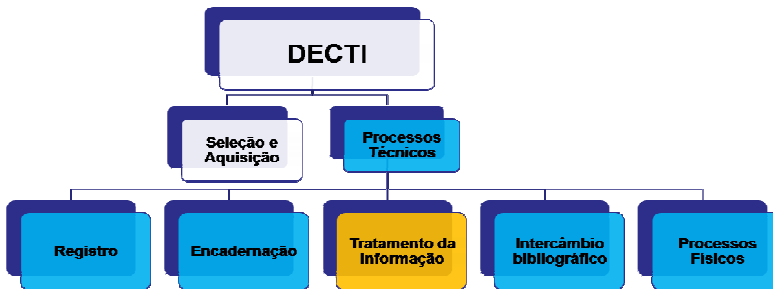 DECTI
Seleção e
Aquisição
Processos
Técnicos
Registro
Encadernação
Tratamento da
Informação
Intercâmbio
bibliográfico
Processos
Físicos